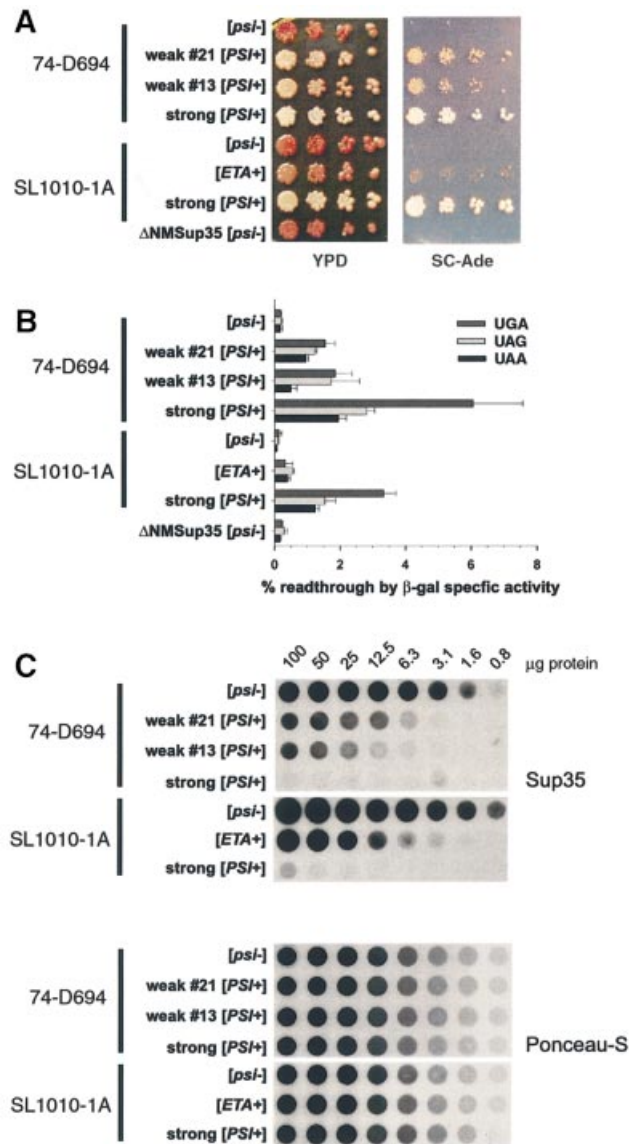 A
[psi-]
weak #21 [PSI+]
74-D694
weak #13 [PSI+]
strong [PSI+]
[psi-]
[ETA+]
SL1010-1A
strong [PSI+]
ΔNMSup35 [psi-]
YPD
SC-Ade
B
[psi-]
UGA
UAG
UAA
weak #21 [PSI+]
74-D694
weak #13 [PSI+]
strong [PSI+]
[psi-]
[ETA+]
SL1010-1A
strong [PSI+]
ΔNMSup35 [psi-]
0 2 4 6 8
% readthrough by β-gal specfic activity
C
100 50 25 12.5 6.3 3.1 1.6 0.8 µg protein
[psi-]
weak #21 [PSI+]
74-D694
weak #13 [PSI+]
strong [PSI+]
Sup35
[psi-]
SL1010-1A
[ETA+]
strong [PSI+]
[psi-]
74-D694
weak #21 [PSI+]
weak #13 [PSI+]
strong [PSI+]
Ponceau-S
[psi-]
SL1010-1A
[ETA+]
strong [PSI+]